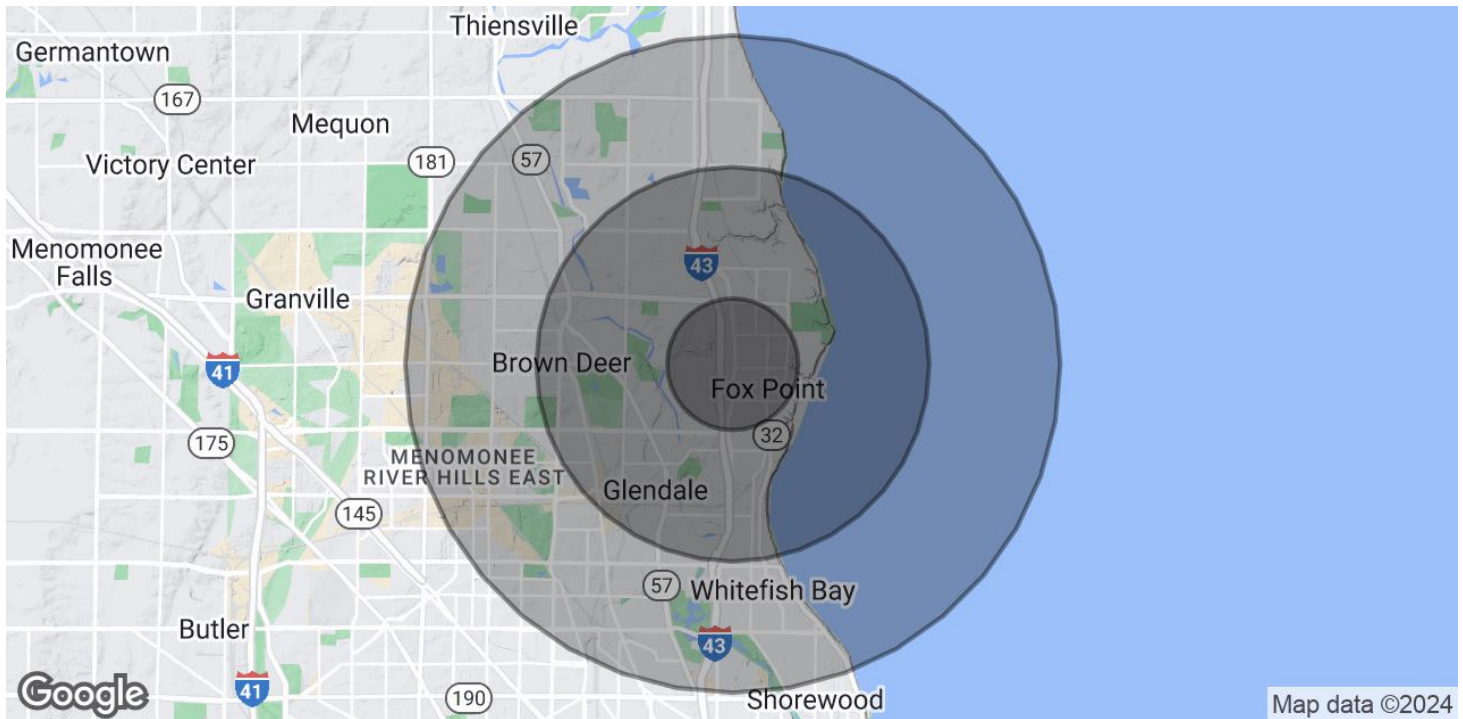 Thiensville
Germantown
167
Mequon
Victory Center
181
57
Menomonee
Falls
43
Granville
41
Brown Deer
Fox Point
175
32
MENOMONEE
RIVER HILLS EAST
Glendale
145
57
Whitefish Bay
Butler
43
41
190
Shorewood
Google
Map data ©2024